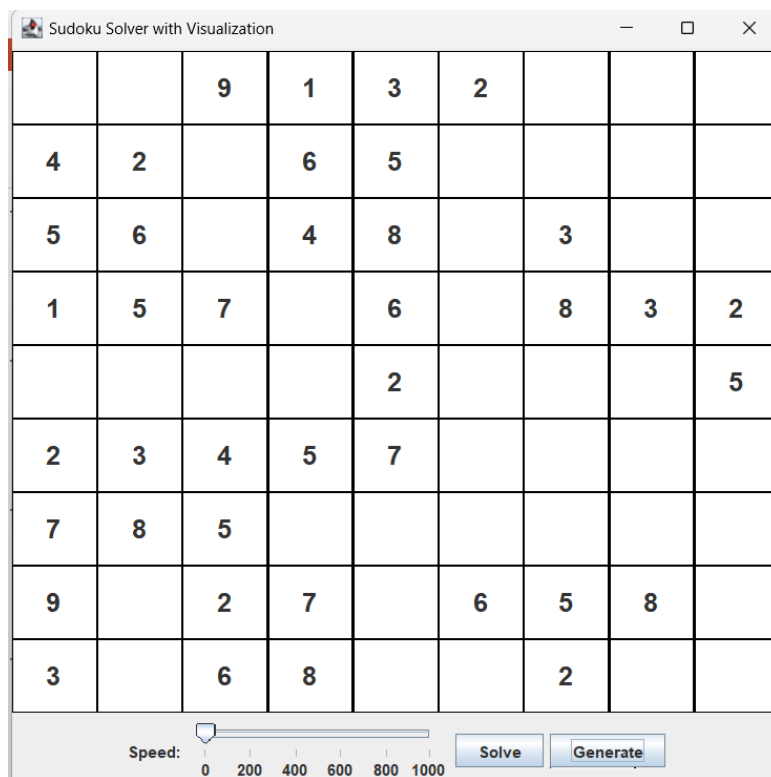 Sudoku Solver with Visualization
9 1 3 2
4 2 6 5
5 6 4 8 3
1 5 7 6 8 3 2
2 5
2 3 4 5 7
7 8 5
9 2 7 6 5 8
3 6 8 2
Speed: Solve Generate
0 200 400 600 800 1000